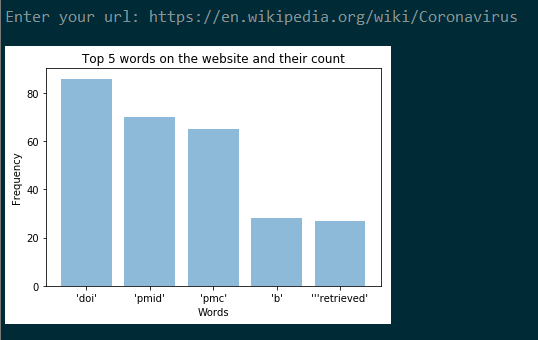 Enter your url: https://en.wikipedia.org/wiki/Coronavirus
Top 5 words on the website and their count
80
60
40
20
0
Frequency
'doi' 'pmid' 'pmc' 'b' '"retrieved'
Words